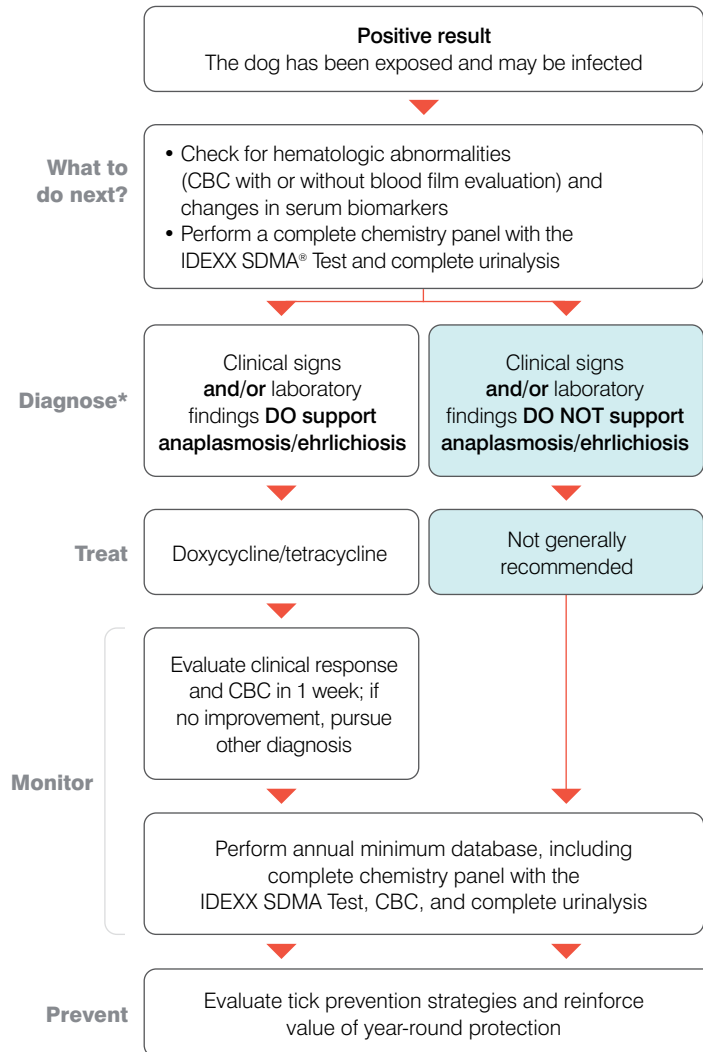 Positive result
The dog has been exposed and may be infected
What to
do next?
• Check for hematologic abnormalities
(CBC with or without blood film evaluation) and
changes in serum biomarkers
• Perform a complete chemistry panel with the
IDEXX SDMA® Test and complete urinalysis
Diagnose*
Clinical signs
and/or laboratory
findings DO support
anaplasmosis/ehrlichiosis
Clinical signs
and/or laboratory
findings DO NOT support
anaplasmosis/ehrlichiosis
Treat
Doxycycline/tetracycline
Not generally
recommended
Monitor
Evaluate clinical response
and CBC in 1 week; if
no improvement, pursue
other diagnosis
Perform annual minimum database, including
complete chemistry panel with the
IDEXX SDMA Test, CBC, and complete urinalysis
Prevent
Evaluate tick prevention strategies and reinforce
value of year-round protection